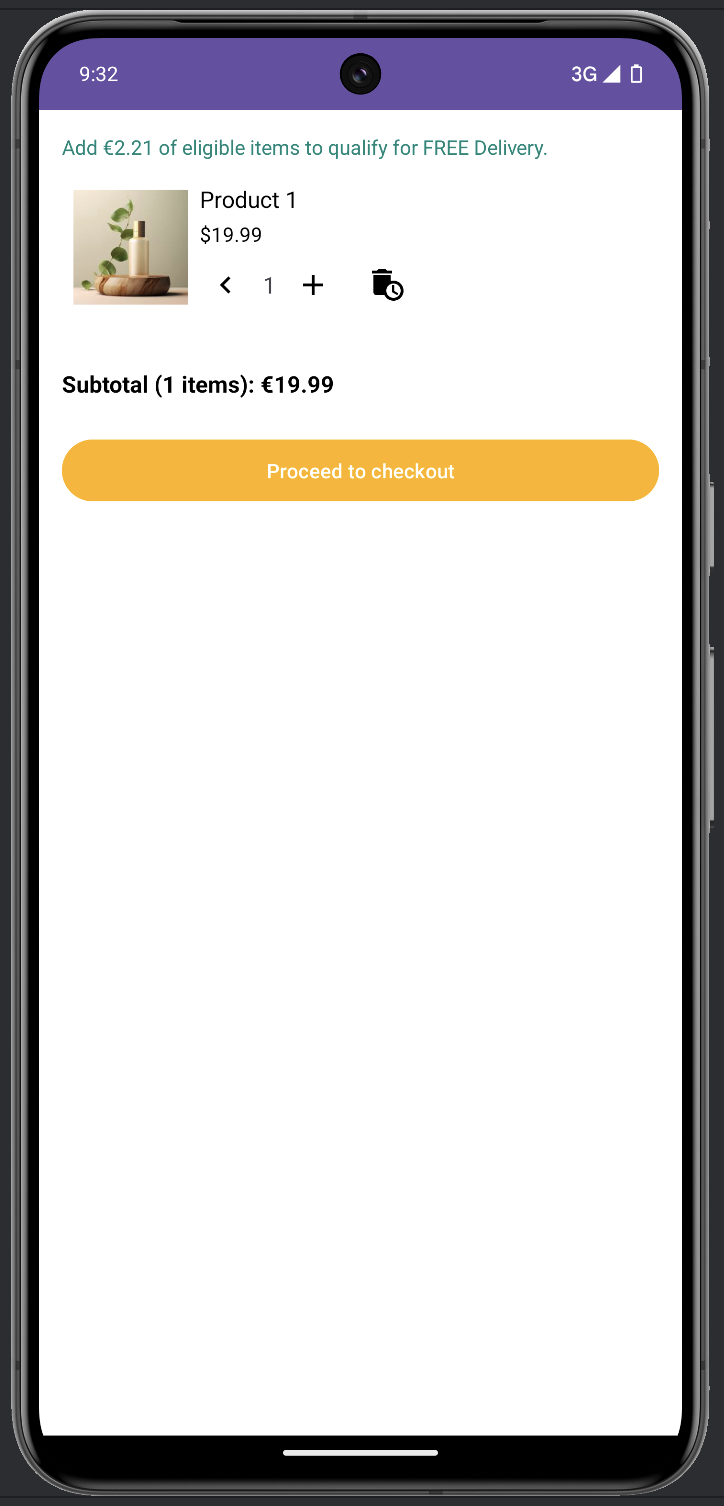 9:32
3G
Add €2.21 of eligible items to qualify for FREE Delivery.
Product 1
$19.99
1
Subtotal (1 items): €19.99
Proceed to checkout